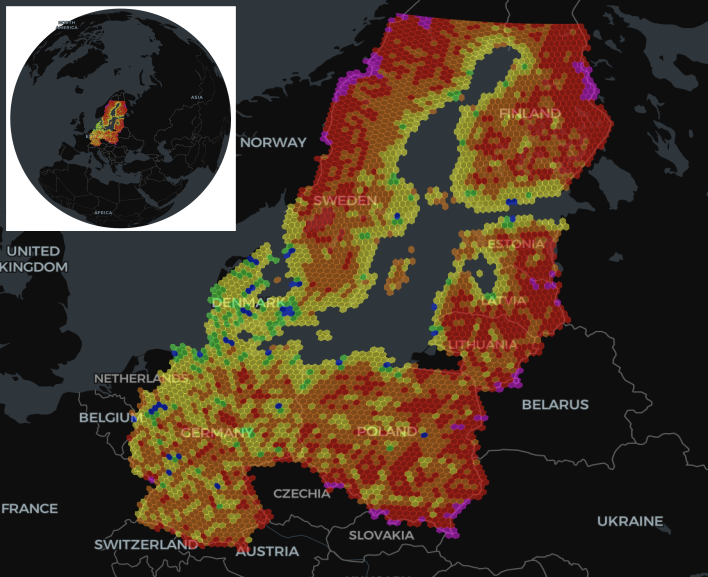 NORTH
AMERICA
ASIA
AFRICA
NORWAY
FINLAND
SWEDEN
UNITED
KINGDOM
ESTONIA
DENMARK
LATVIA
LITHUANIA
NETHERLANDS
BELGIUM
BELARUS
GERMANY
POLAND
CZECHIA
FRANCE
UKRAINE
SLOVAKIA
SWITZERLAND
AUSTRIA